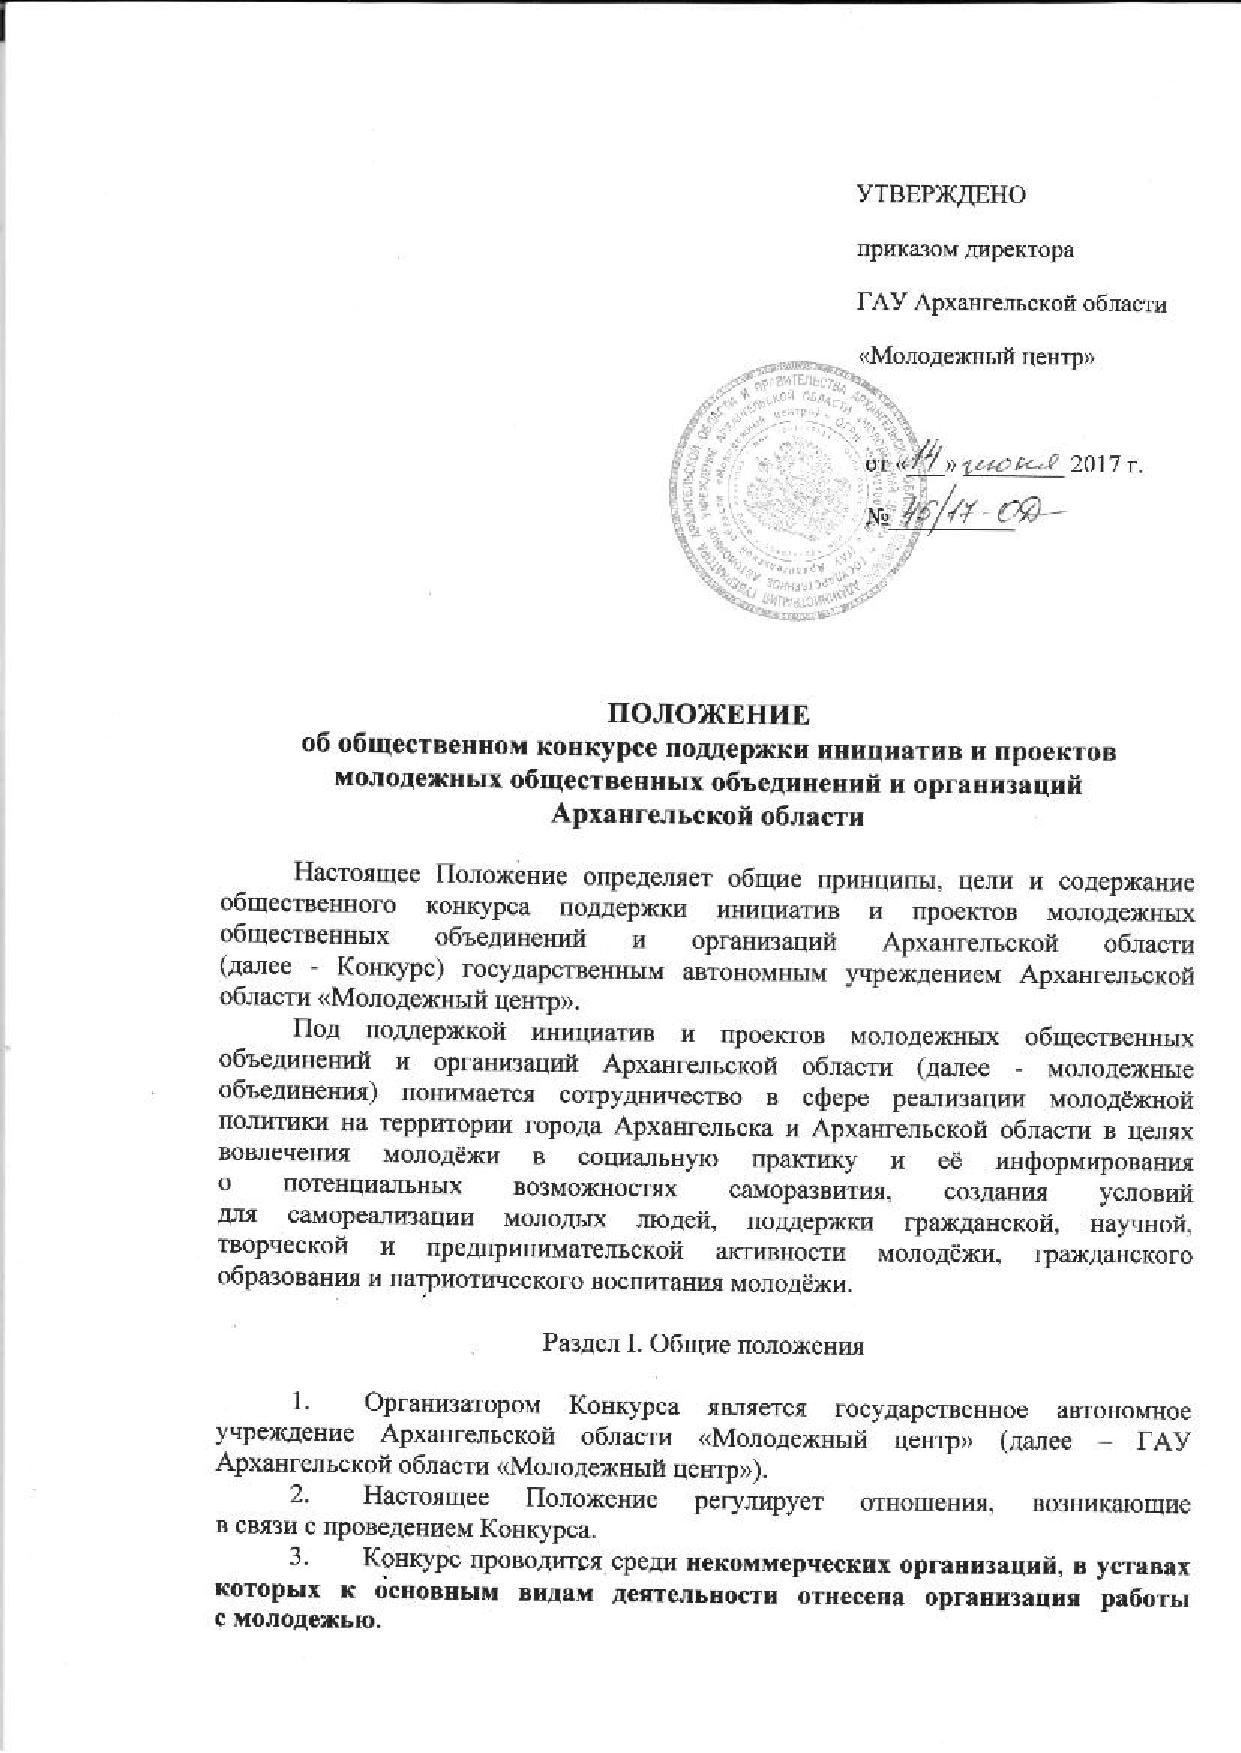 УТВЕРЖДЕНО
приказом директора
ГАУ Архангельской области
«Молодежный центр»
от «14» июня 2017 г.
№ 45/17-ОД
ПОЛОЖЕНИЕ
об общественном конкурсе поддержки инициатив и проектов
молодежных общественных объединений и организаций
Архангельской области
Настоящее Положение определяет общие принципы, цели и содержание
общественного конкурса поддержки инициатив и проектов молодежных
общественных объединений и организаций Архангельской области
(далее - Конкурс) государственным автономным учреждением Архангельской
области «Молодежный центр».
Под поддержкой инициатив и проектов молодежных общественных
объединений и организаций Архангельской области (далее - молодежные
объединения) понимается сотрудничество в сфере реализации молодёжной
политики на территории города Архангельска и Архангельской области в целях
вовлечения молодёжи в социальную практику и её информирования
о потенциальных возможностях саморазвития, создания условий
для самореализации молодых людей, поддержки гражданской, научной,
творческой и предпринимательской активности молодёжи, гражданского
образования и патриотического воспитания молодёжи.
Раздел I. Общие положения
1. Организатором Конкурса является государственное автономное
учреждение Архангельской области «Молодежный центр» (далее – ГАУ
Архангельской области «Молодежный центр»).
2. Настоящее Положение регулирует отношения, возникающие
в связи с проведением Конкурса.
3. Конкурс проводится среди некоммерческих организаций, в уставах
которых к основным видам деятельности отнесена организация работы
с молодежью.